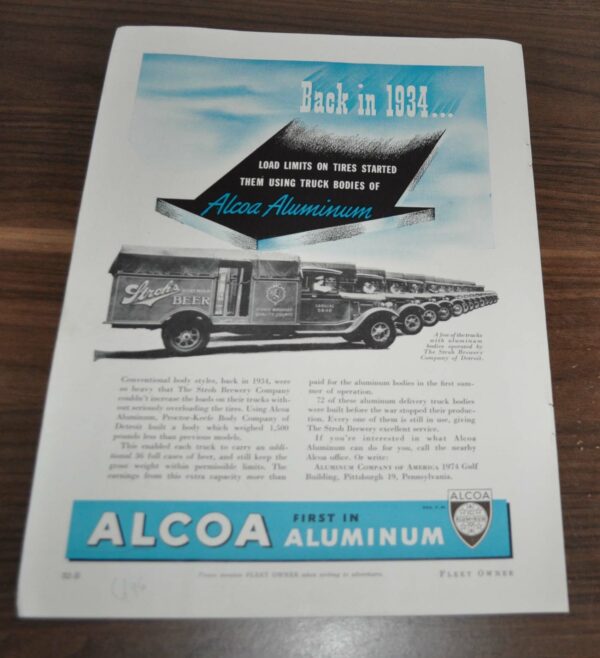 Back in 1934...
LOAD LIMITS ON TIRES STARTED
THEM USING TRUCK BODIES OF
Alcoa Aluminum
Stroh's
BEER
A few of the trucks
with aluminum
bodies operated by
The Stroh Brewery
Company of Detroit.
Conventional body styles, back in 1934, were
so heavy that The Stroh Brewery Company
couldn't increase the loads on their trucks with-
out seriously overloading the tires. Using Alcoa
Aluminum, Proctor-Keefe Body Company of
Detroit built a body which weighed 1,500
pounds less than previous models.
This enabled each truck to carry an addi-
tional 36 full cases of beer, and still keep the
gross weight within permissible limits. The
earnings from this extra capacity more than
paid for the aluminum bodies in the first sum-
mer of operation.
72 of these aluminum delivery truck bodies
were built before the war stopped their produc-
tion. Every one of them is still in use, giving
The Stroh Brewery excellent service.
If you're interested in what Alcoa
Aluminum can do for you, call the nearby
Alcoa office. Or write:
ALUMINUM COMPANY OF AMERICA 1974 Gulf
Building, Pittsburgh 19, Pennsylvania.
ALCOA FIRST IN
ALUMINUM
ALCOA
ALUMINUM
Please mention FLEET OWNER when writing to advertisers.
FLEET OWNER